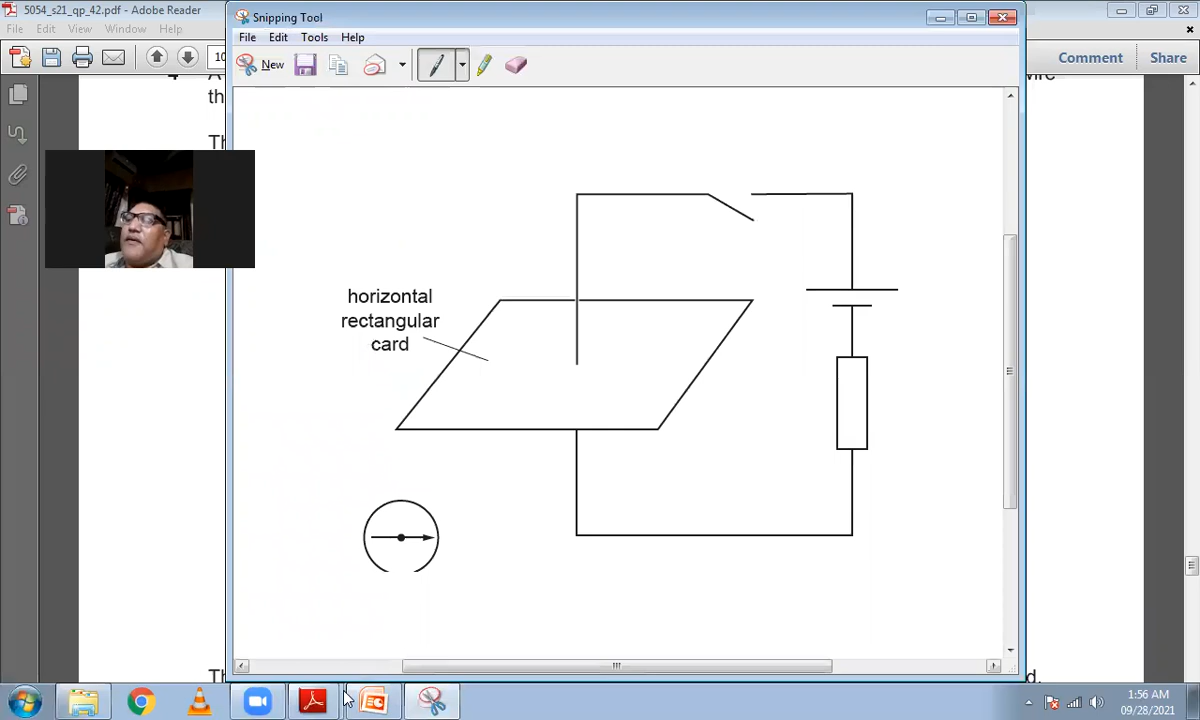 5054_s21_qp_42.pdf - Adobe Reader
File Edit View Window Help
Snipping Tool
File Edit Tools Help
New
Comment Share
th
horizontal
rectangular
card
1:56 AM
09/28/2021